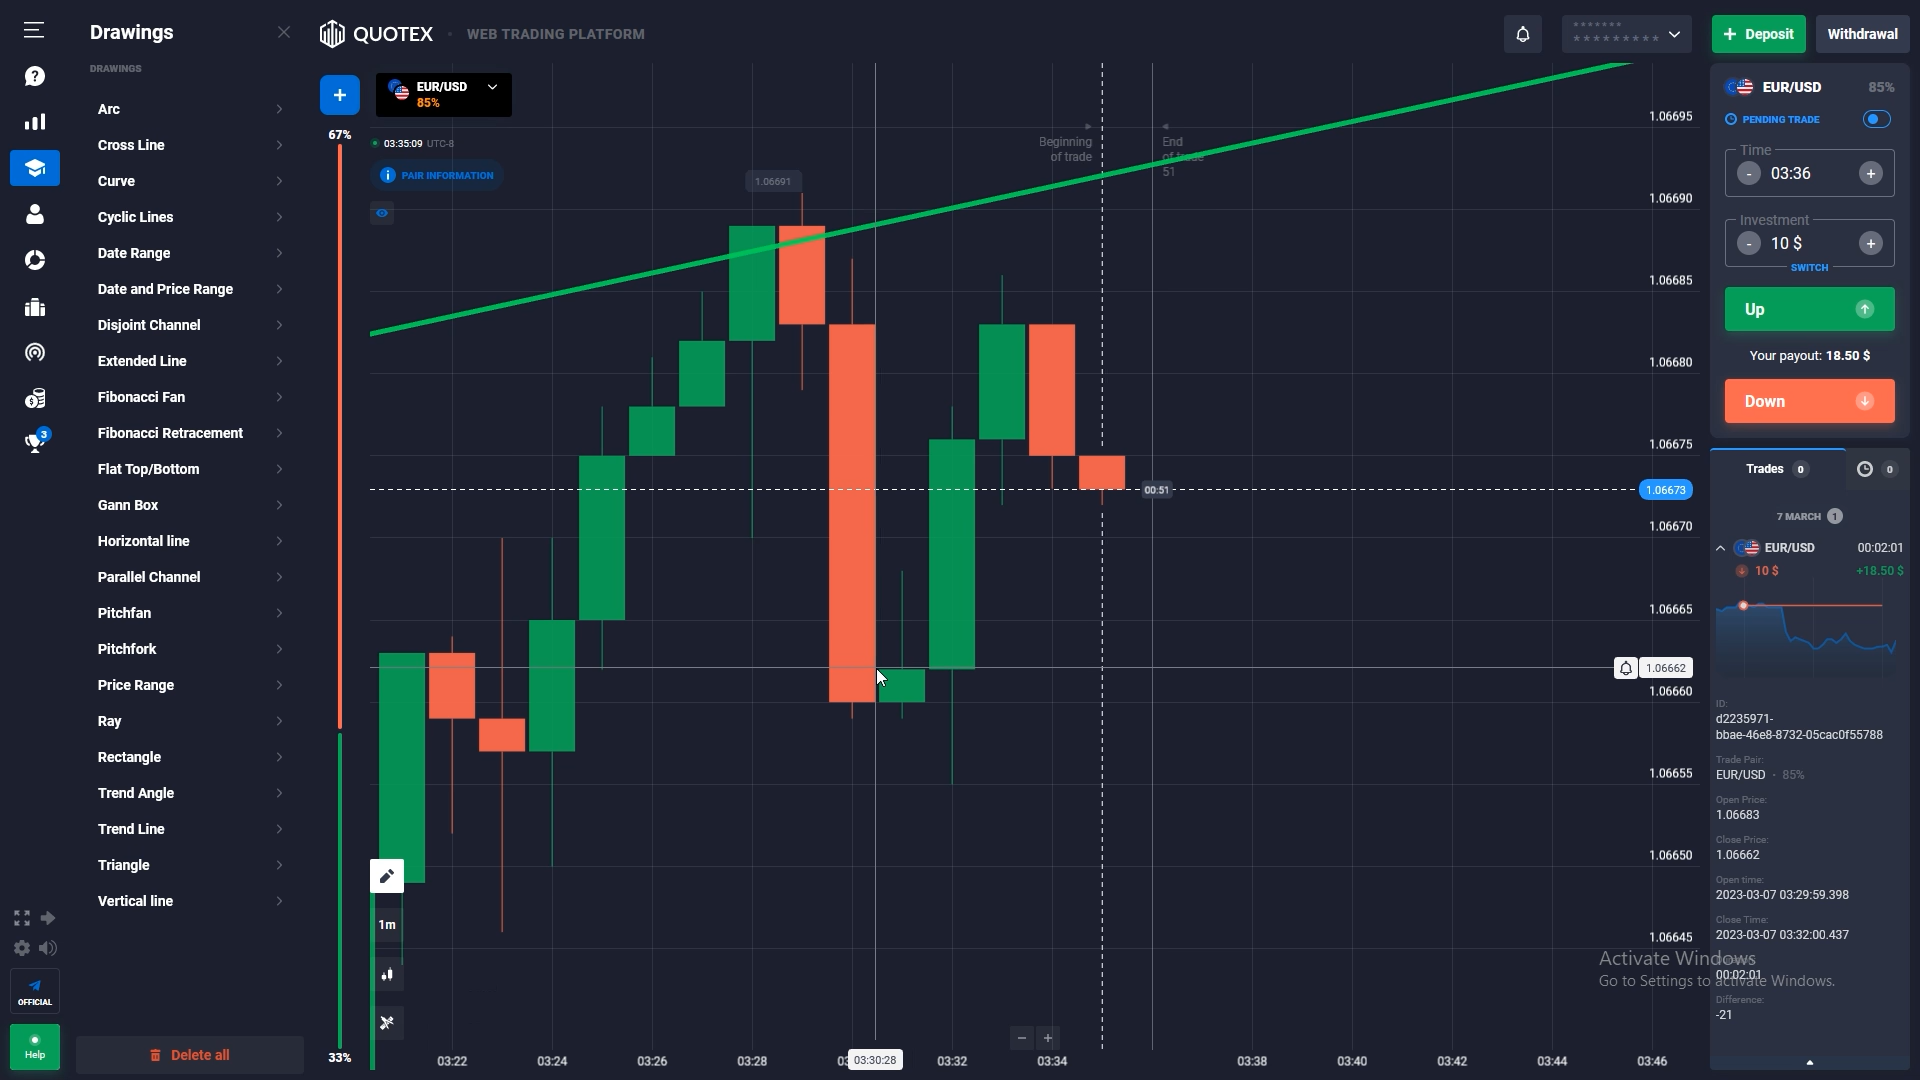 Drawings
DRAWINGS
Arc
Cross Line
Curve
Cyclic Lines
Date Range
Date and Price Range
Disjoint Channel
Extended Line
Fibonacci Fan
Fibonacci Retracement
Flat Top/Bottom
Gann Box
Horizontal line
Parallel Channel
Pitchfan
Pitchfork
Price Range
Ray
Rectangle
Trend Angle
Trend Line
Triangle
Vertical line
Delete all
3
OFFICIAL
Help
QUOTEX · WEB TRADING PLATFORM
*******
*********
+ Deposit
Withdrawal
+
EUR/USD
85%
67%
33%
03:35:09 UTC-8
PAIR INFORMATION
1.06691
Beginning
of trade
End
of trade
51
00:51
1.06695
1.06690
1.06685
1.06680
1.06675
1.06673
1.06670
1.06665
1.06662
1.06660
1.06655
1.06650
1.06645
1m
− +
03:22
03:24
03:26
03:28
03:30:28
03:32
03:34
03:38
03:40
03:42
03:44
03:46
EUR/USD 85%
PENDING TRADE
Time
- 03:36 +
Investment
- 10 $ +
SWITCH
Up
Your payout: 18.50 $
Down
Trades 0
0
7 MARCH 1
EUR/USD 00:02:01
10 $ +18.50 $
ID:
d2235971-
bbae-46e8-8732-05cac0f55788
Trade Pair:
EUR/USD · 85%
Open Price:
1.06683
Close Price:
1.06662
Open time:
2023-03-07 03:29:59.398
Close Time:
2023-03-07 03:32:00.437
00:02:01
Difference:
-21
Activate Windows
Go to Settings to activate Windows.